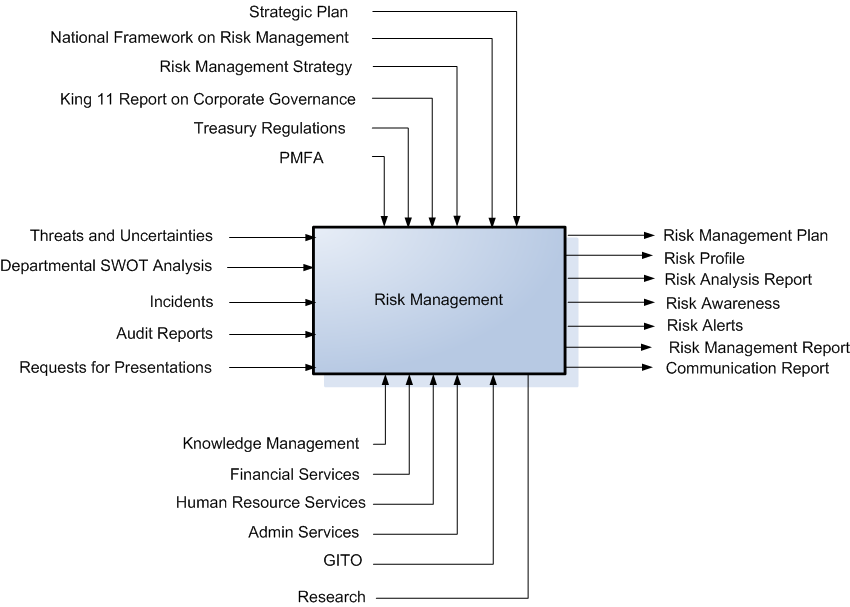 Strategic Plan
National Framework on Risk Management
Risk Management Strategy
King 11 Report on Corporate Governance
Treasury Regulations
PMFA
Threats and Uncertainties
Departmental SWOT Analysis
Incidents
Audit Reports
Requests for Presentations
Risk Management
Risk Management Plan
Risk Profile
Risk Analysis Report
Risk Awareness
Risk Alerts
Risk Management Report
Communication Report
Knowledge Management
Financial Services
Human Resource Services
Admin Services
GITO
Research